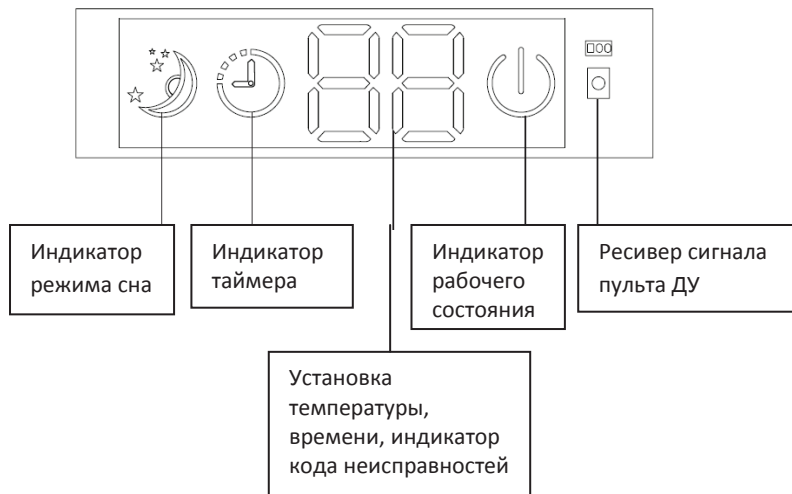 Индикатор
режима сна
Индикатор
таймера
Индикатор
рабочего
состояния
Ресивер сигнала
пульта ДУ
Установка
температуры,
времени, индикатор
кода неисправностей